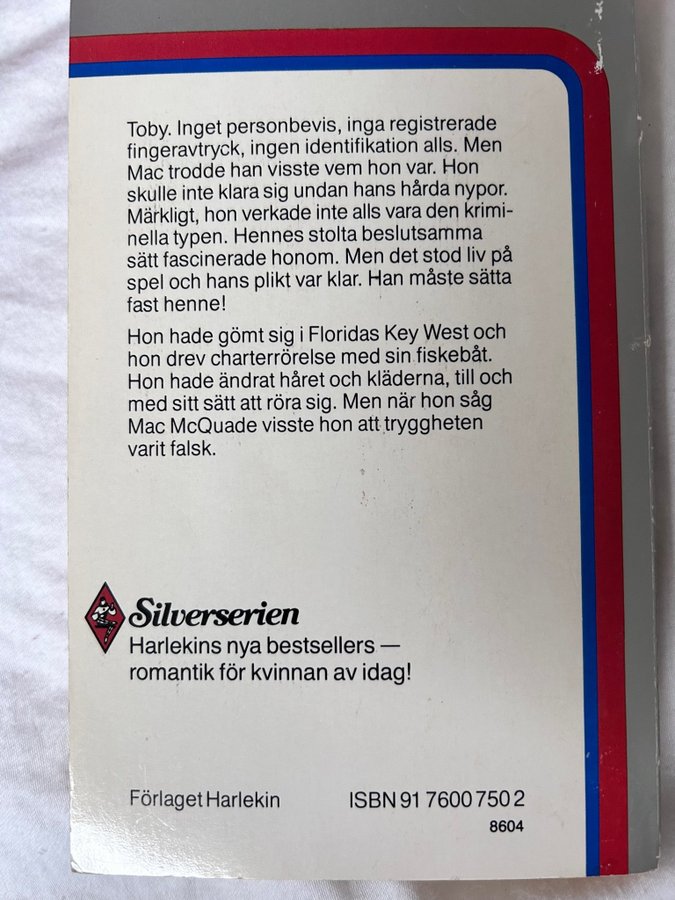 Toby. Inget personbevis, inga registrerade
fingeravtryck, ingen identifikation alls. Men
Mac trodde han visste vem hon var. Hon
skulle inte klara sig undan hans hårda nypor.
Märkligt, hon verkade inte alls vara den krimi-
nella typen. Hennes stolta beslutsamma
sätt fascinerade honom. Men det stod liv på
spel och hans plikt var klar. Han måste sätta
fast henne!
Hon hade gömt sig i Floridas Key West och
hon drev charterrörelse med sin fiskebåt.
Hon hade ändrat håret och kläderna, till och
med sitt sätt att röra sig. Men när hon såg
Mac McQuade visste hon att tryggheten
varit falsk.
Silverserien
Harlekins nya bestsellers —
romantik för kvinnan av idag!
Förlaget Harlekin ISBN 91 7600 750 2
8604